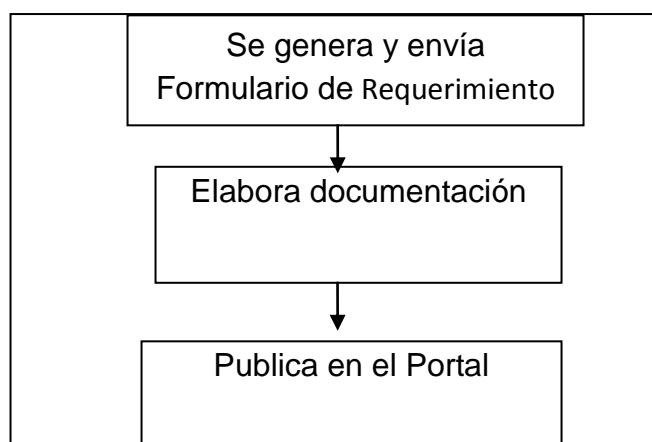 Se genera y envía
Formulario de Requerimiento
Elabora documentación
Publica en el Portal